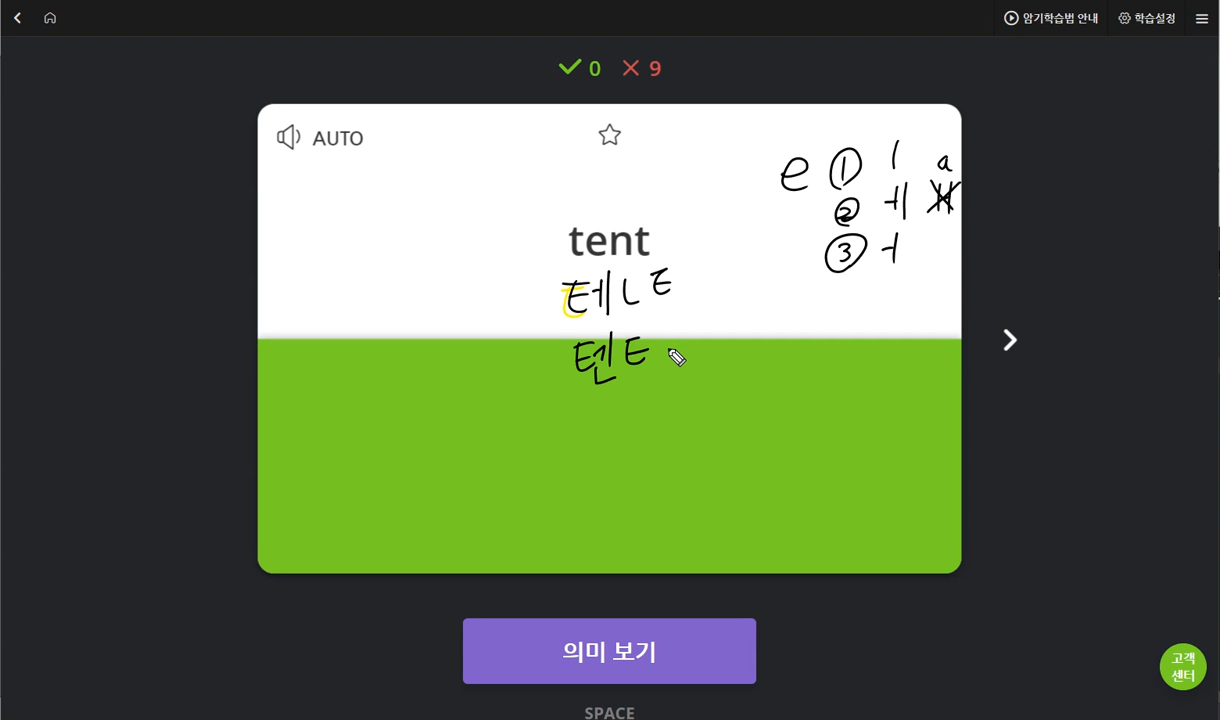 암기학습법 안내 학습설정
0 9
AUTO
tent
테ㄴㅌ
텐ㅌ
e ① ㅣ a
② ㅔ ㅐ
③ ㅓ
의미 보기
SPACE
고객
센터